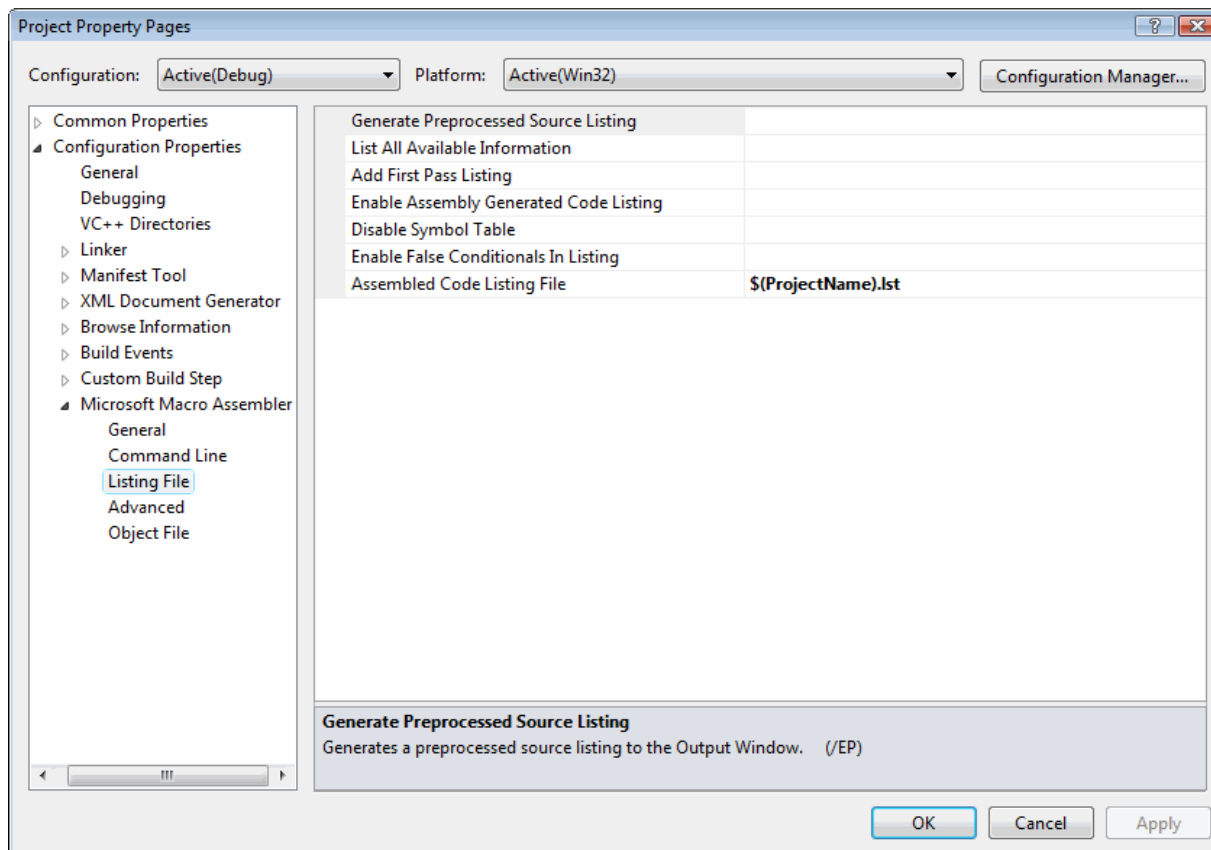 Project Property Pages
Configuration: Active(Debug) Platform: Active(Win32) Configuration Manager...
Common Properties
Configuration Properties
General
Debugging
VC++ Directories
Linker
Manifest Tool
XML Document Generator
Browse Information
Build Events
Custom Build Step
Microsoft Macro Assembler
General
Command Line
Listing File
Advanced
Object File
Generate Preprocessed Source Listing
List All Available Information
Add First Pass Listing
Enable Assembly Generated Code Listing
Disable Symbol Table
Enable False Conditionals In Listing
Assembled Code Listing File $(ProjectName).lst
Generate Preprocessed Source Listing
Generates a preprocessed source listing to the Output Window. (/EP)
OK Cancel Apply